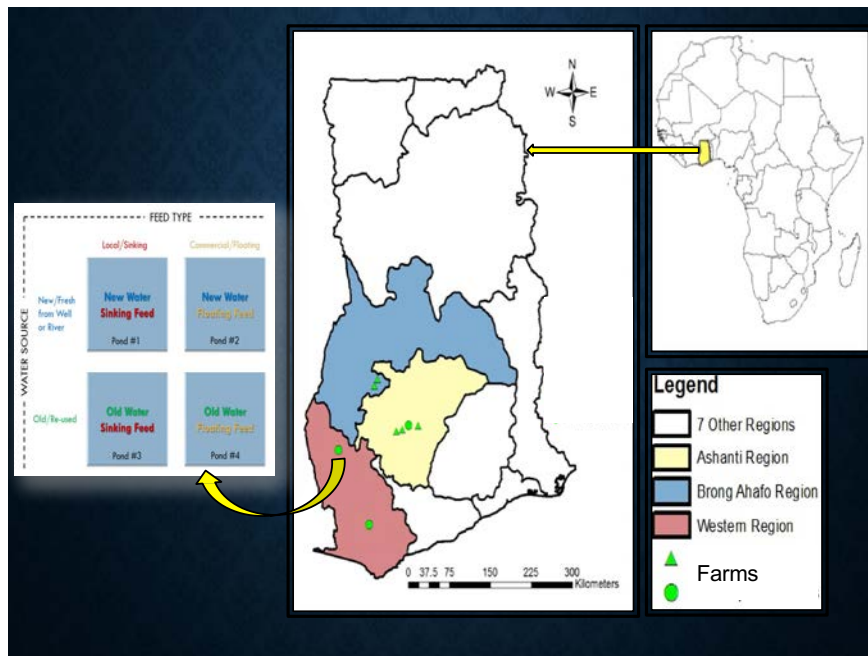 FEED TYPE
Local/Sinking
Commercial/Floating
WATER SOURCE
New/Fresh
from Well
or River
New Water
Sinking Feed
Pond #1
New Water
Floating Feed
Pond #2
Old/Re-used
Old Water
Sinking Feed
Pond #3
Old Water
Floating Feed
Pond #4
N
W E
S
0 37.5 75 150 225 300
Kilometers
Legend
7 Other Regions
Ashanti Region
Brong Ahafo Region
Western Region
Farms